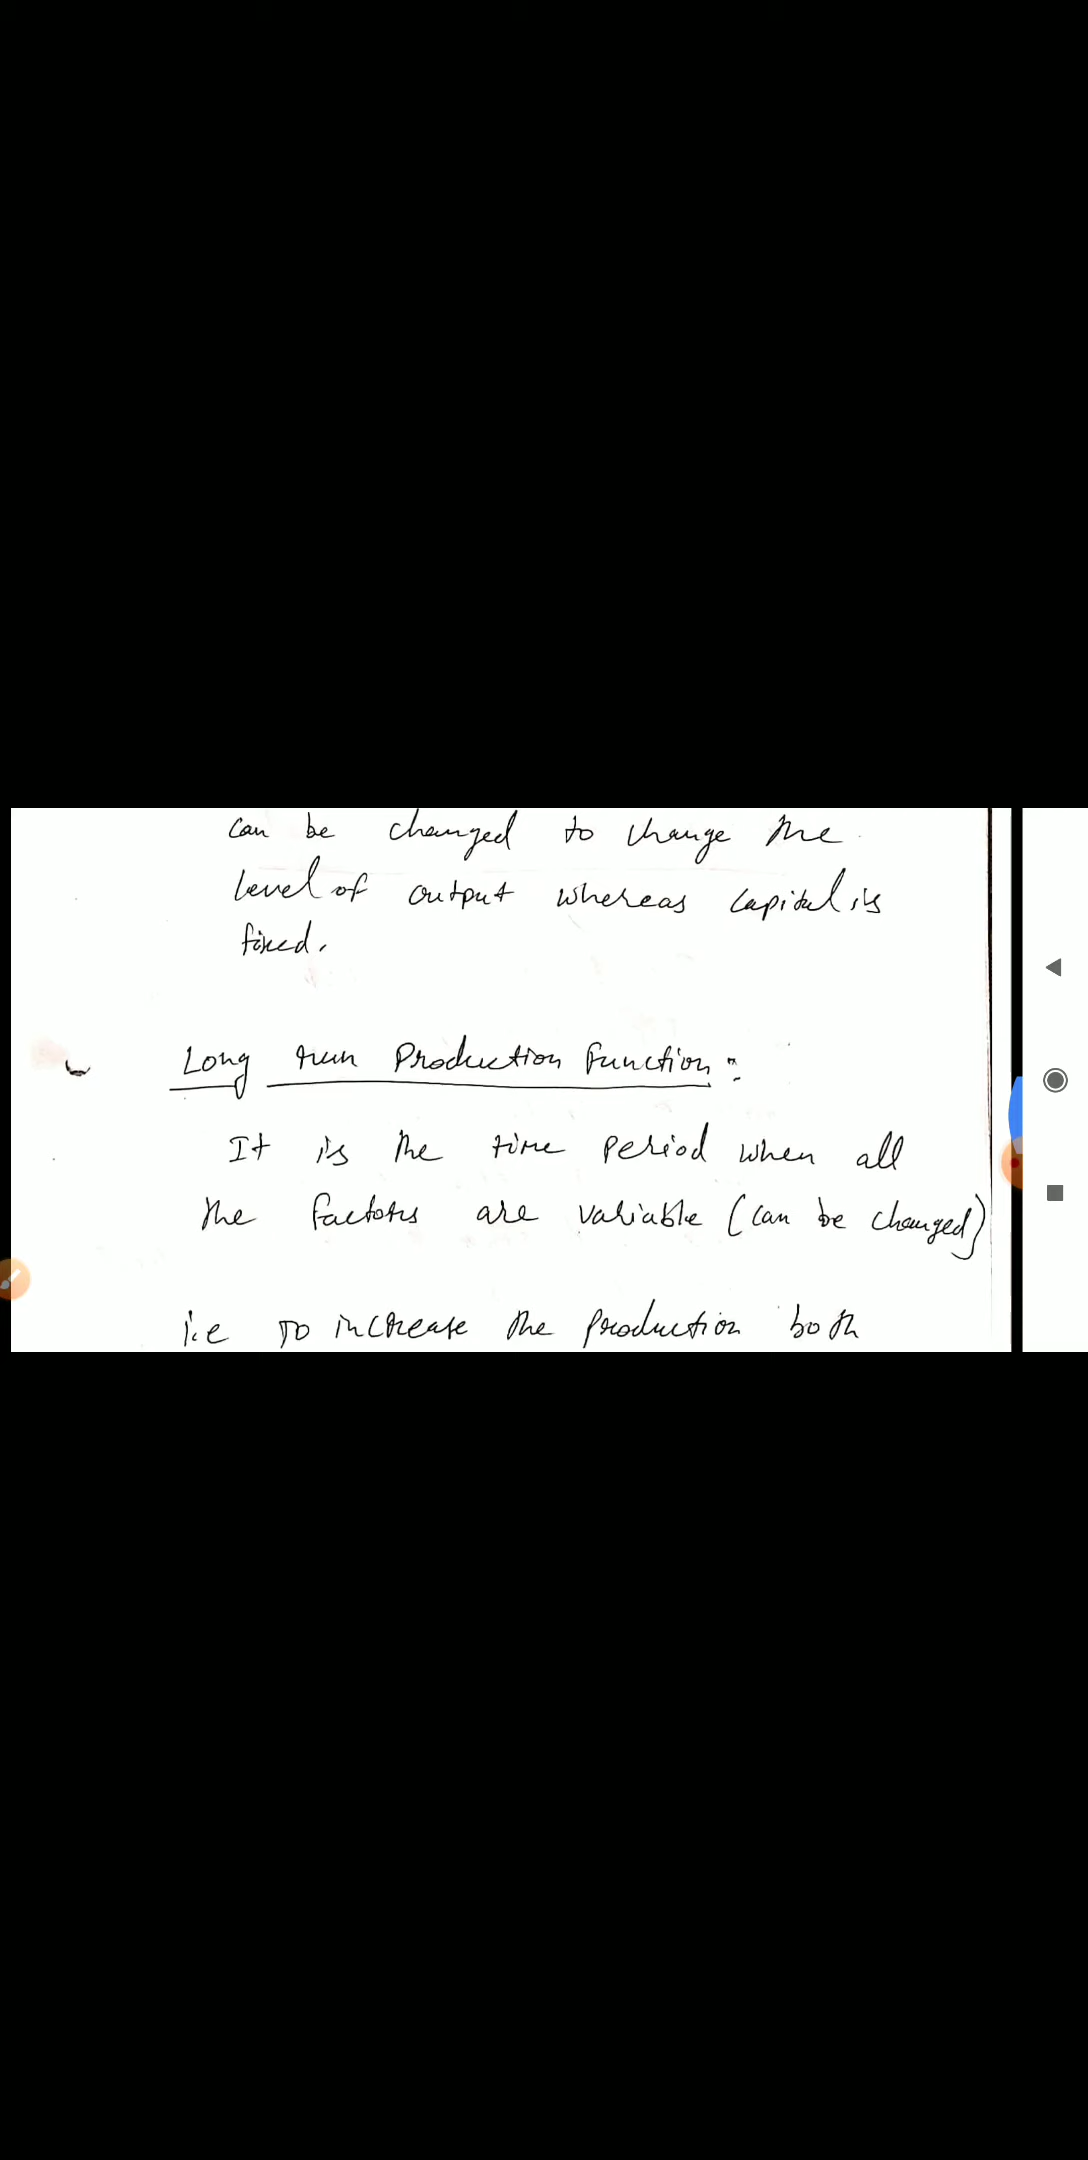 can be changed to change the
level of output whereas capital is
fixed.
Long run Production Function :-
It is the time period when all
the factors are variable (can be changed)
i.e To increase the production both